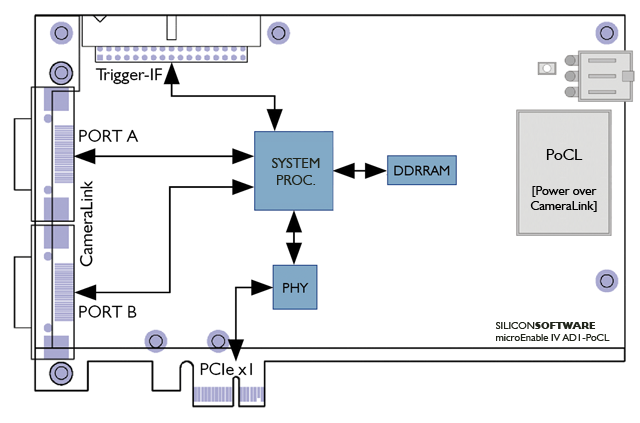 Trigger-IF
PORT A
CameraLink
PORT B
SYSTEM
PROC.
DDRRAM
PHY
PCIe x1
PoCL
[Power over
CameraLink]
SILICONSOFTWARE
microEnable IV AD1-PoCL